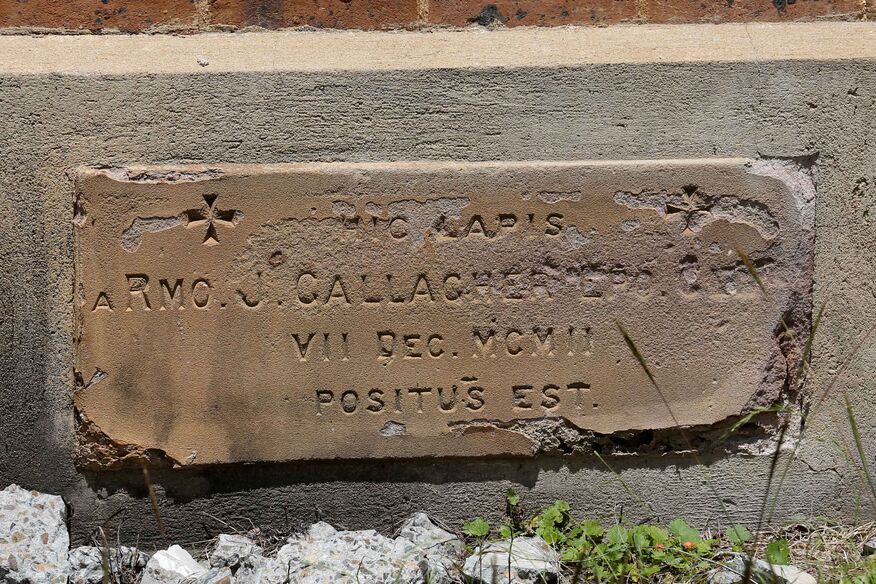 HIC LAPIS
A RMO. J. GALLAGHER EPO.
VII DEC. MCMII
POSITUS EST.